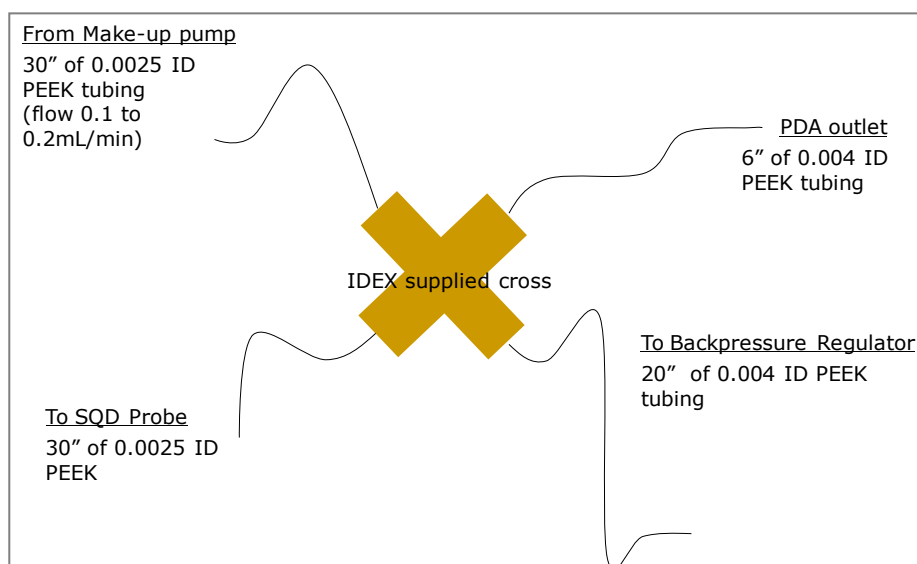 From Make-up pump
30” of 0.0025 ID
PEEK tubing
(flow 0.1 to
0.2mL/min)
PDA outlet
6” of 0.004 ID
PEEK tubing
IDEX supplied cross
To Backpressure Regulator
20”  of 0.004 ID PEEK
tubing
To SQD Probe
30” of 0.0025 ID
PEEK